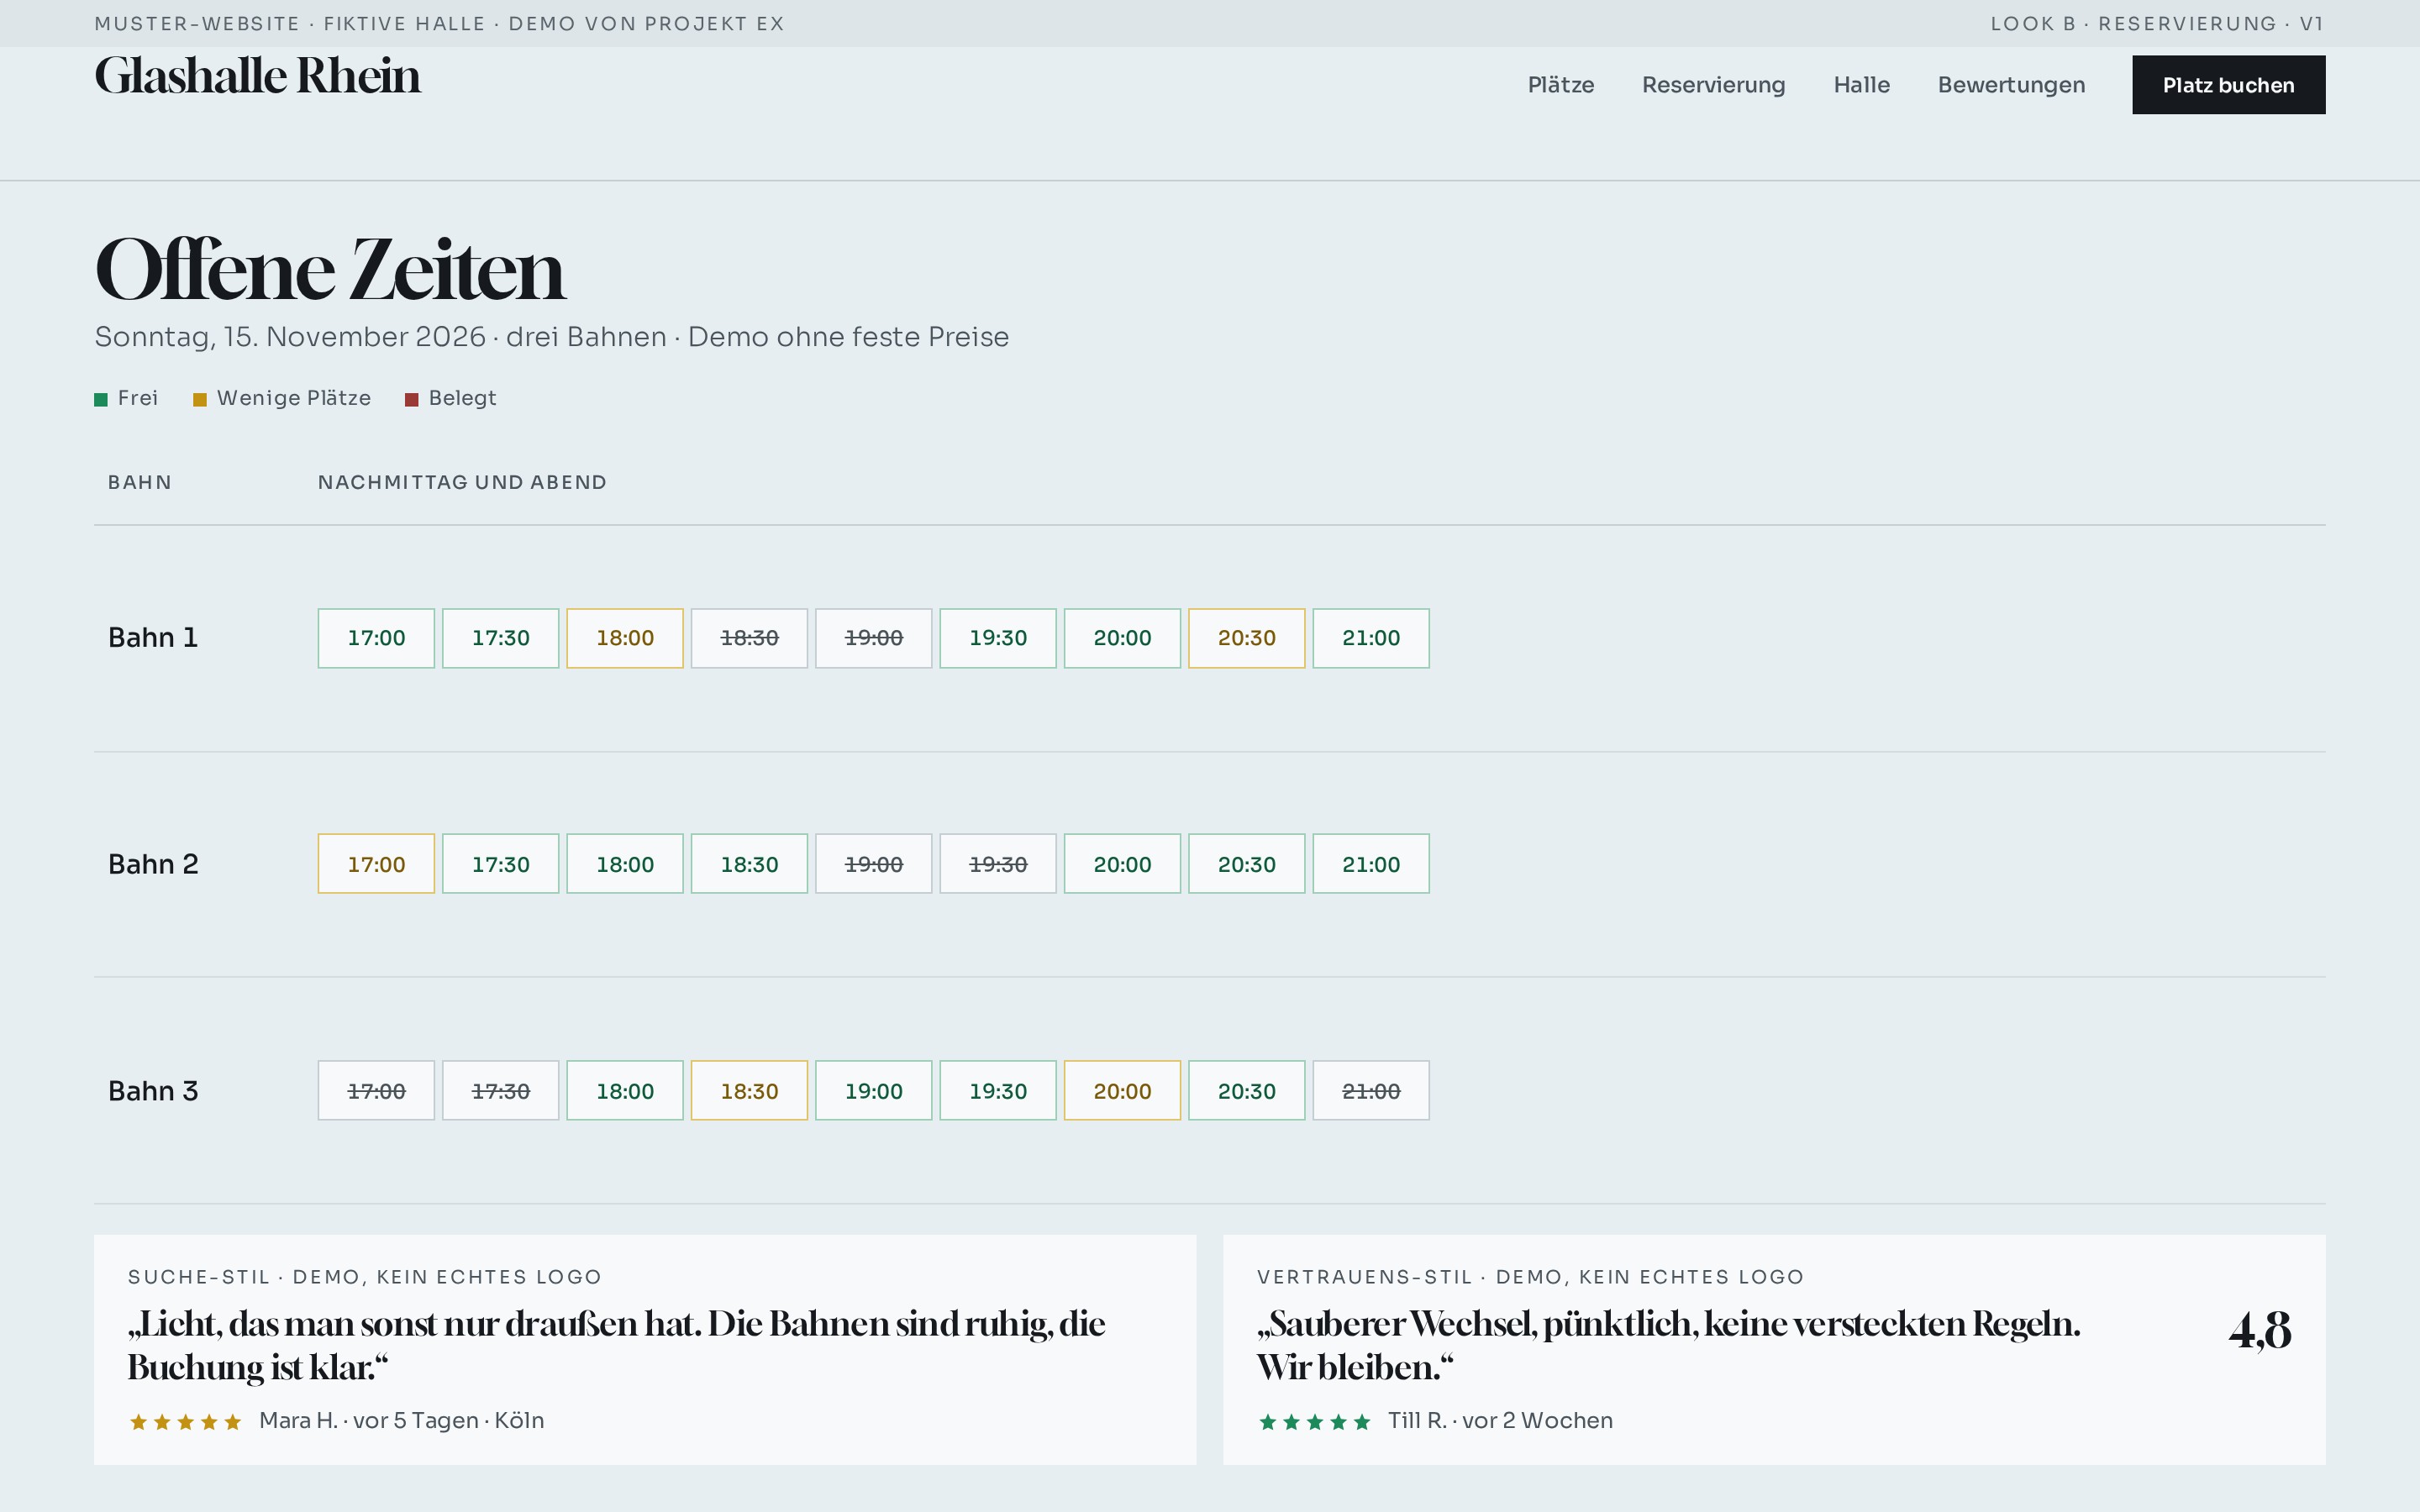 MUSTER-WEBSITE · FIKTIVE HALLE · DEMO VON PROJEKT EX
LOOK B · RESERVIERUNG · V1
Glashalle Rhein
Plätze
Reservierung
Halle
Bewertungen
Platz buchen
Offene Zeiten
Sonntag, 15. November 2026 · drei Bahnen · Demo ohne feste Preise
Frei
Wenige Plätze
Belegt
BAHN
NACHMITTAG UND ABEND
Bahn 1
17:00 17:30 18:00 18:30 19:00 19:30 20:00 20:30 21:00
Bahn 2
17:00 17:30 18:00 18:30 19:00 19:30 20:00 20:30 21:00
Bahn 3
17:00 17:30 18:00 18:30 19:00 19:30 20:00 20:30 21:00
SUCHE-STIL · DEMO, KEIN ECHTES LOGO
„Licht, das man sonst nur draußen hat. Die Bahnen sind ruhig, die
Buchung ist klar.“
Mara H. · vor 5 Tagen · Köln
VERTRAUENS-STIL · DEMO, KEIN ECHTES LOGO
„Sauberer Wechsel, pünktlich, keine versteckten Regeln.
Wir bleiben.“
4,8
Till R. · vor 2 Wochen